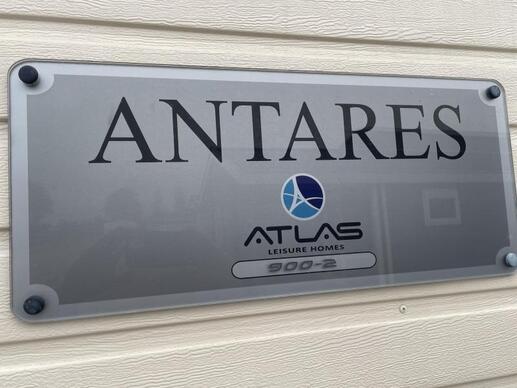 ANTARES
ATLAS
LEISURE HOMES
900-2